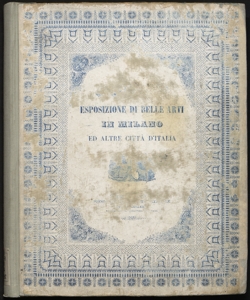 ESPOSIZIONE DI BELLE ARTI
IN MILANO
ED ALTRE CITTÀ D'ITALIA